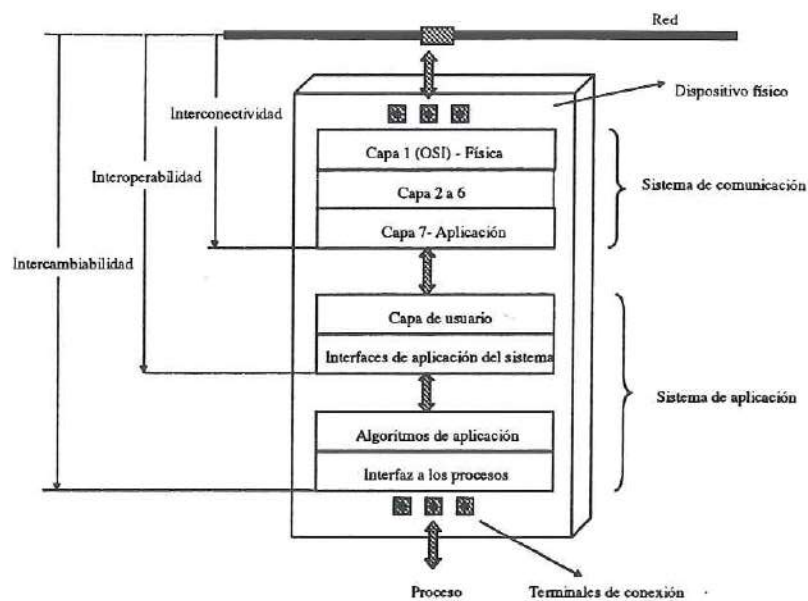 Red
Dispositivo físico
Interconectividad
Capa 1 (OSI) - Física
Interoperabilidad
Capa 2 a 6
Sistema de comunicación
Capa 7- Aplicación
Intercambiabilidad
Capa de usuario
Interfaces de aplicación del sistema
Sistema de aplicación
Algoritmos de aplicación
Interfaz a los procesos
Proceso
Terminales de conexión